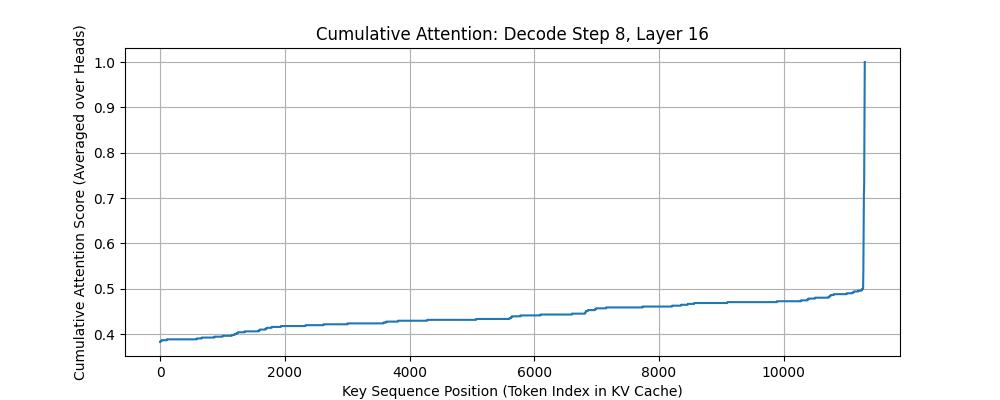 Cumulative Attention: Decode Step 8, Layer 16
Cumulative Attention Score (Averaged over Heads)
1.0
0.9
0.8
0.7
0.6
0.5
0.4
0 2000 4000 6000 8000 10000
Key Sequence Position (Token Index in KV Cache)